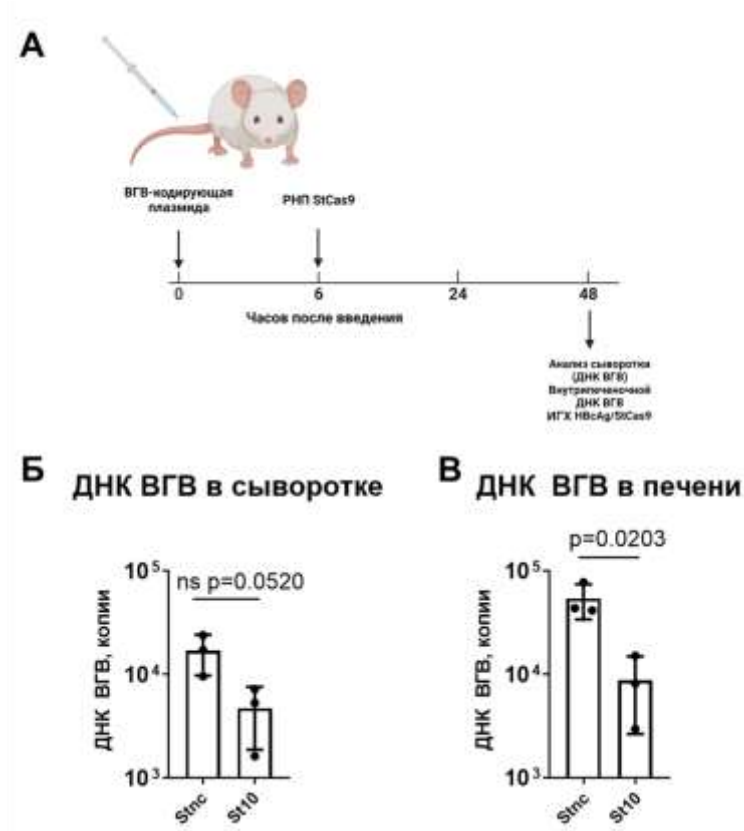 А
ВГВ-кодирующая
плазмида
РНП StCas9
0 6 24 48
Часов после введения
Анализ сыворотки
(ДНК ВГВ)
Внутрипеченочной
ДНК ВГВ
ИГХ HBcAg/StCas9
Б ДНК ВГВ в сыворотке
ns p=0.0520
ДНК ВГВ, копии
10⁵
10⁴
10³
Stnc St10
В ДНК ВГВ в печени
p=0.0203
ДНК ВГВ, копии
10⁵
10⁴
10³
Stnc St10